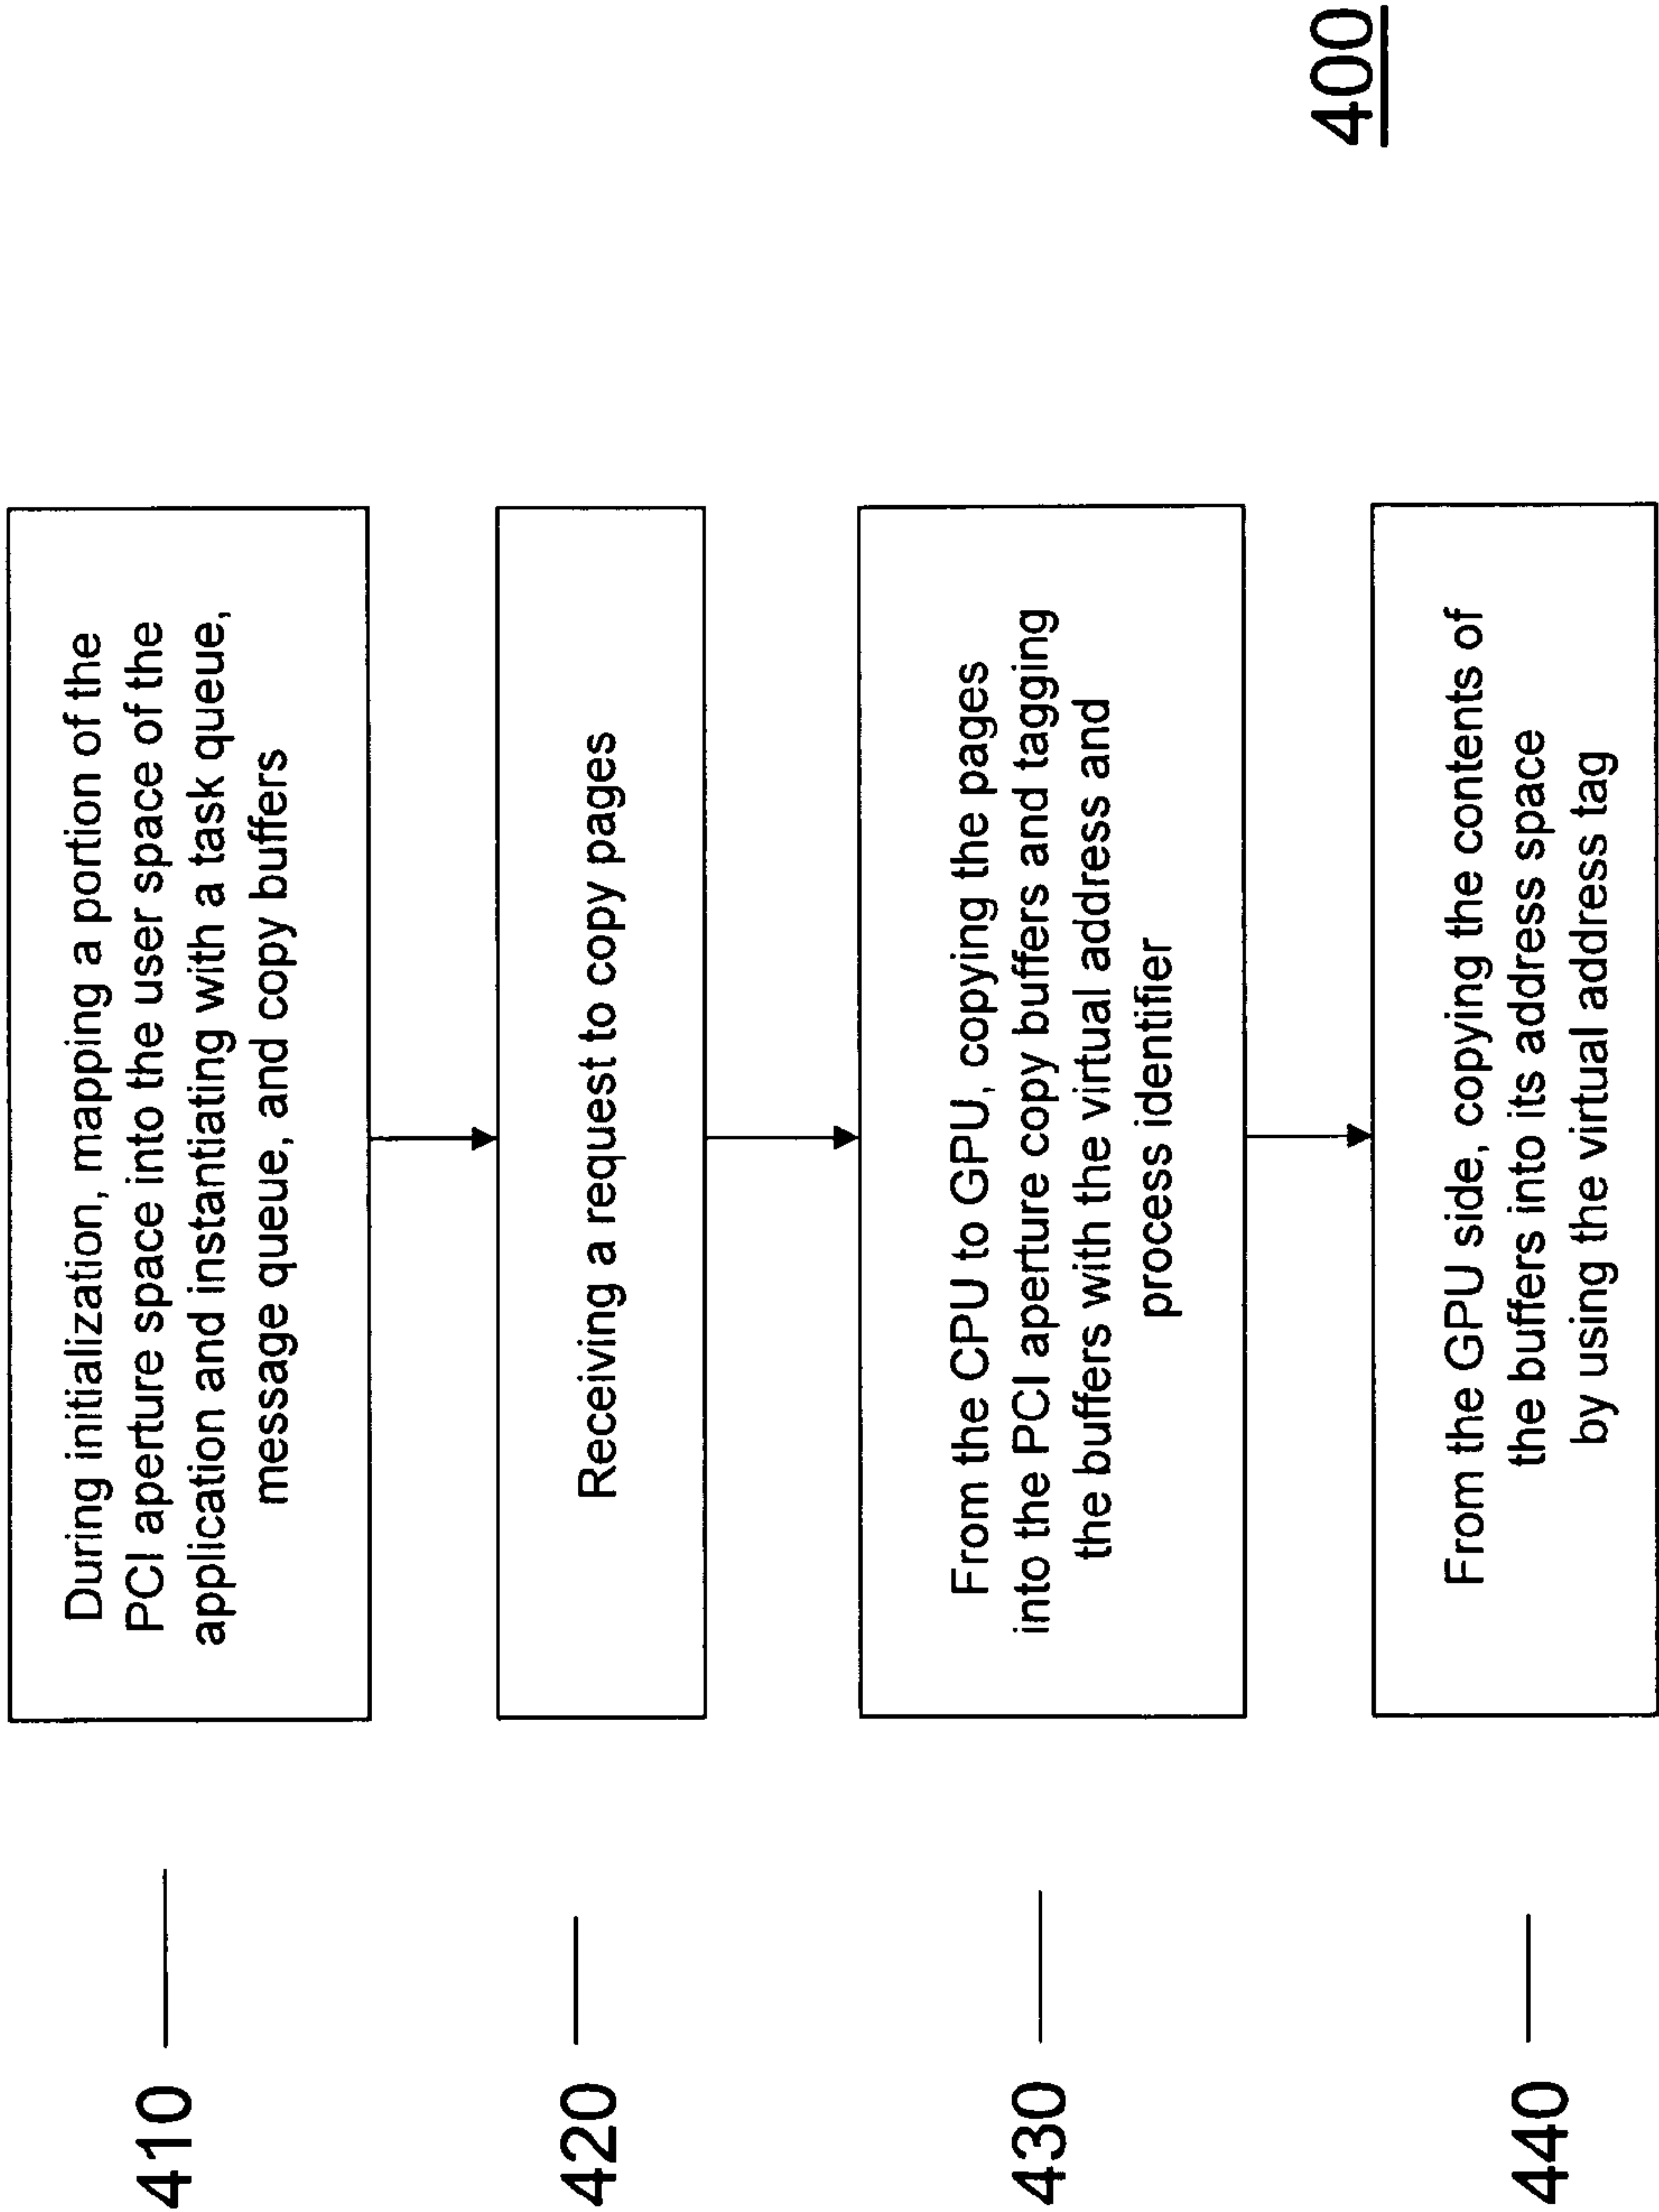 410
During initialization, mapping a portion of the
PCI aperture space into the user space of the
application and instantiating with a task queue,
message queue, and copy buffers
420
Receiving a request to copy pages
430
From the CPU to GPU, copying the pages
into the PCI aperture copy buffers and tagging
the buffers with the virtual address and
process identifier
440
From the GPU side, copying the contents of
the buffers into its address space
by using the virtual address tag
400